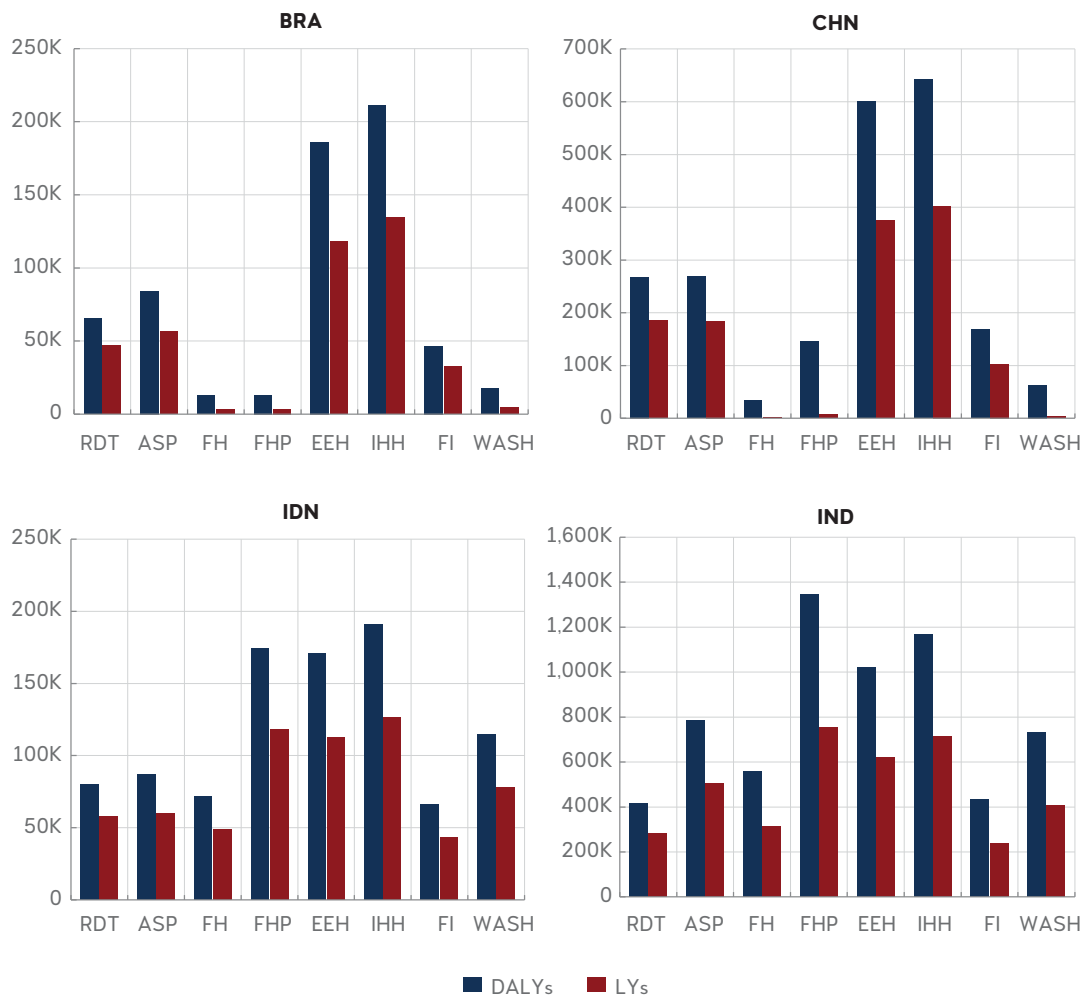 BRA
250K
200K
150K
100K
50K
0
RDT ASP FH FHP EEH IHH FI WASH
CHN
700K
600K
500K
400K
300K
200K
100K
0
RDT ASP FH FHP EEH IHH FI WASH
IDN
250K
200K
150K
100K
50K
0
RDT ASP FH FHP EEH IHH FI WASH
IND
1,600K
1,400K
1,200K
1,000K
800K
600K
400K
200K
0
RDT ASP FH FHP EEH IHH FI WASH
DALYs LYs